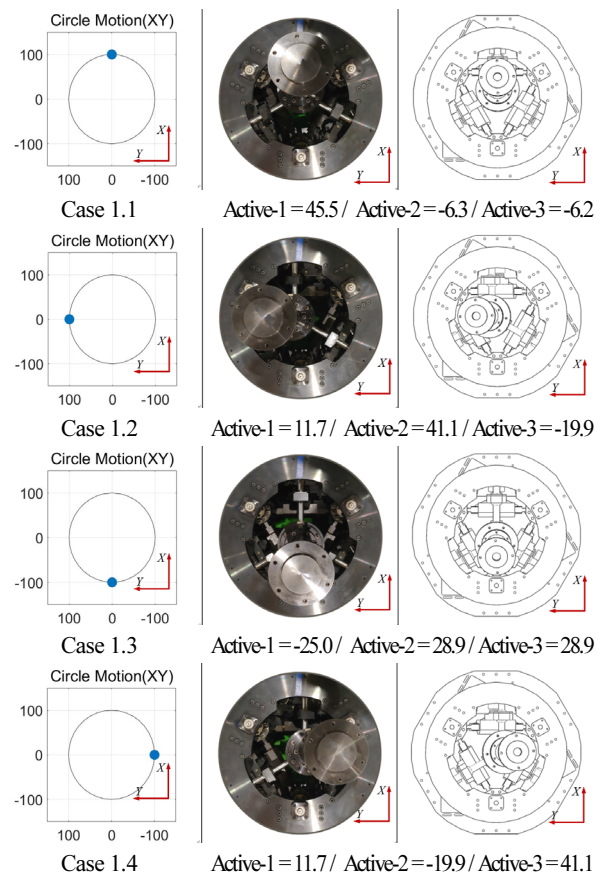 Circle Motion(XY)
100
0
-100
100 0 -100
X
Y
X
Y
X
Y
Case 1.1
Active-1 = 45.5 / Active-2 = -6.3 / Active-3 = -6.2
Circle Motion(XY)
100
0
-100
100 0 -100
X
Y
X
Y
X
Y
Case 1.2
Active-1 = 11.7 / Active-2 = 41.1 / Active-3 = -19.9
Circle Motion(XY)
100
0
-100
100 0 -100
X
Y
X
Y
X
Y
Case 1.3
Active-1 = -25.0 / Active-2 = 28.9 / Active-3 = 28.9
Circle Motion(XY)
100
0
-100
100 0 -100
X
Y
X
Y
X
Y
Case 1.4
Active-1 = 11.7 / Active-2 = -19.9 / Active-3 = 41.1